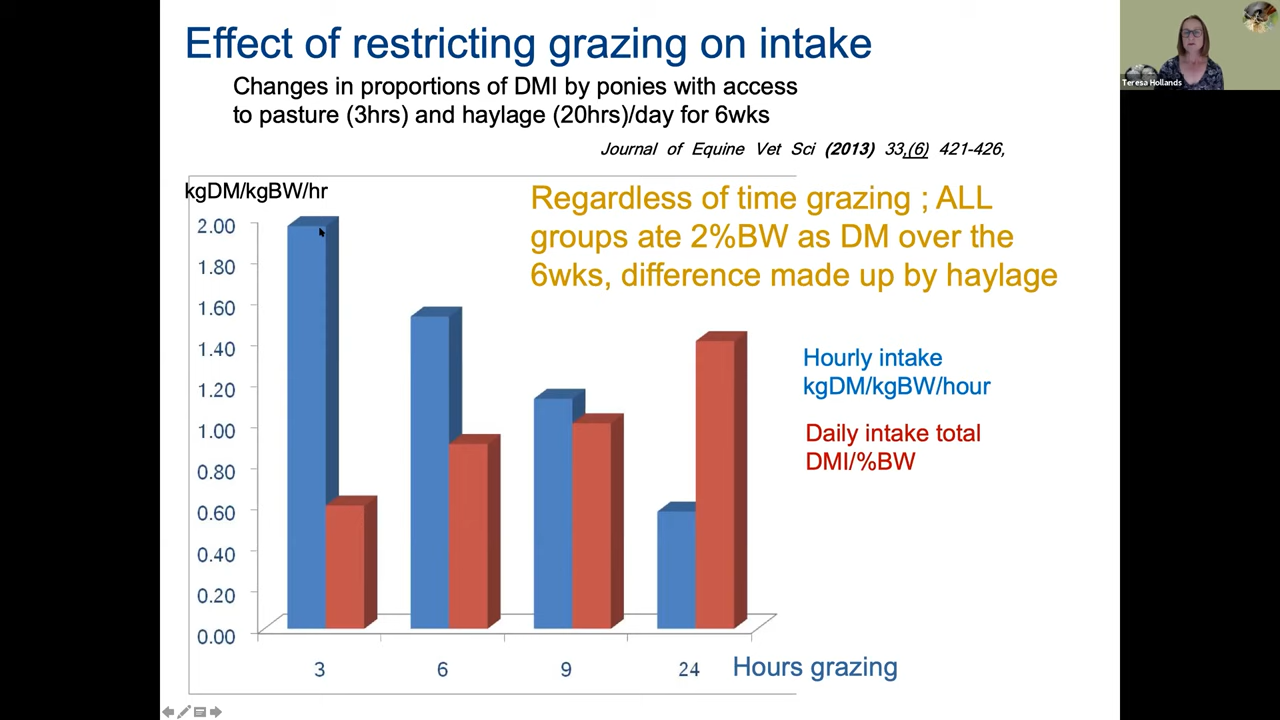 Effect of restricting grazing on intake
Changes in proportions of DMI by ponies with access
to pasture (3hrs) and haylage (20hrs)/day for 6wks
Journal of Equine Vet Sci (2013) 33,(6) 421-426,
Teresa Hollands
kgDM/kgBW/hr
Regardless of time grazing ; ALL
groups ate 2%BW as DM over the
6wks, difference made up by haylage
2.00
1.80
1.60
1.40
1.20
1.00
0.80
0.60
0.40
0.20
0.00
Hourly intake
kgDM/kgBW/hour
Daily intake total
DMI/%BW
3 6 9 24 Hours grazing